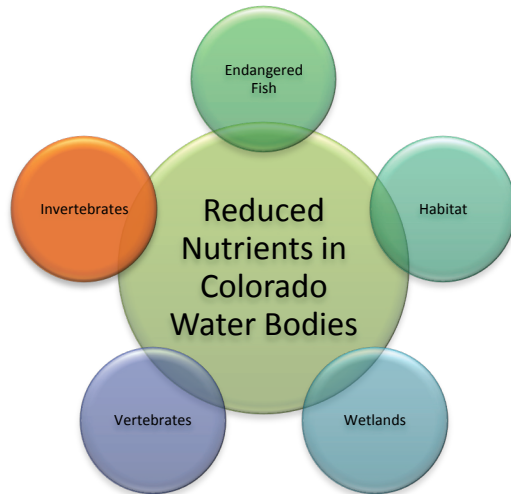 Endangered
Fish
Invertebrates
Habitat
Reduced
Nutrients in
Colorado
Water Bodies
Vertebrates
Wetlands